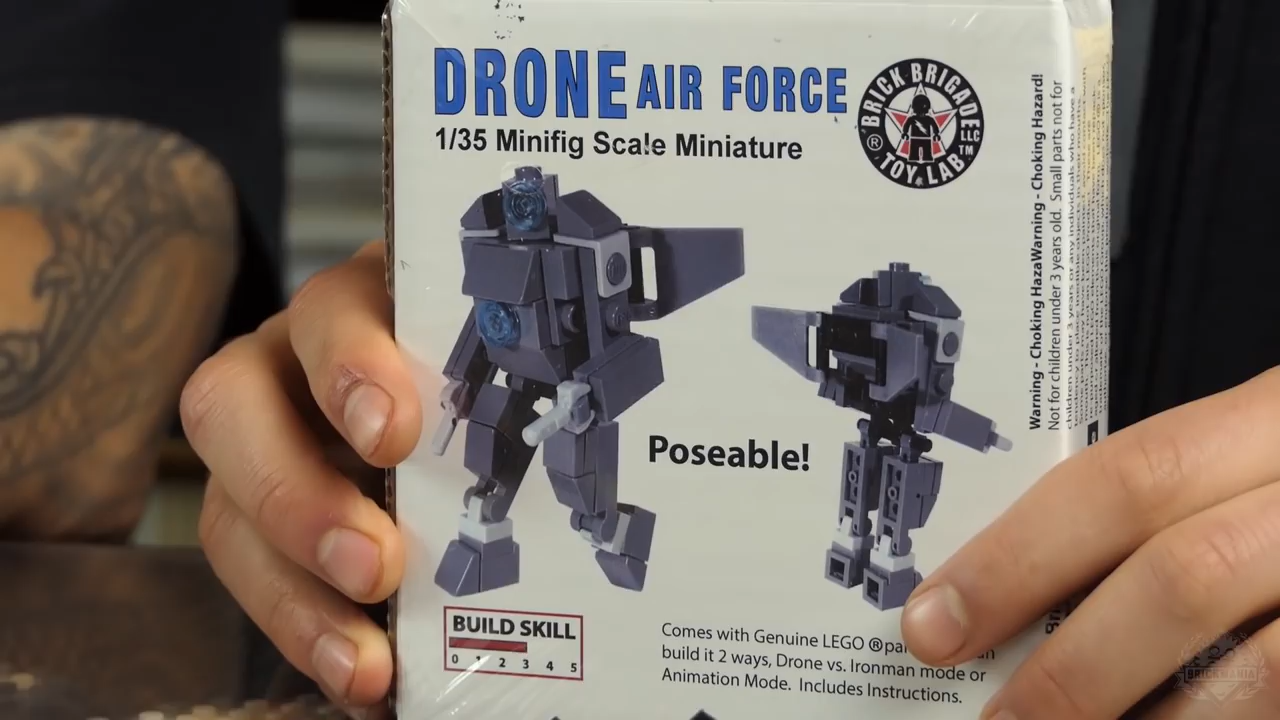 DRONE AIR FORCE
1/35 Minifig Scale Miniature
BRICK BRIGADE
LLC
TM
®
TOY LAB
Poseable!
BUILD SKILL
0 1 2 3 4 5
Comes with Genuine LEGO ®
build it 2 ways, Drone vs. Ironman mode or
Animation Mode. Includes Instructions.
Warning - Choking HazaWarning - Choking Hazard!
Not for children under 3 years old. Small parts not for
BRICKMANIA